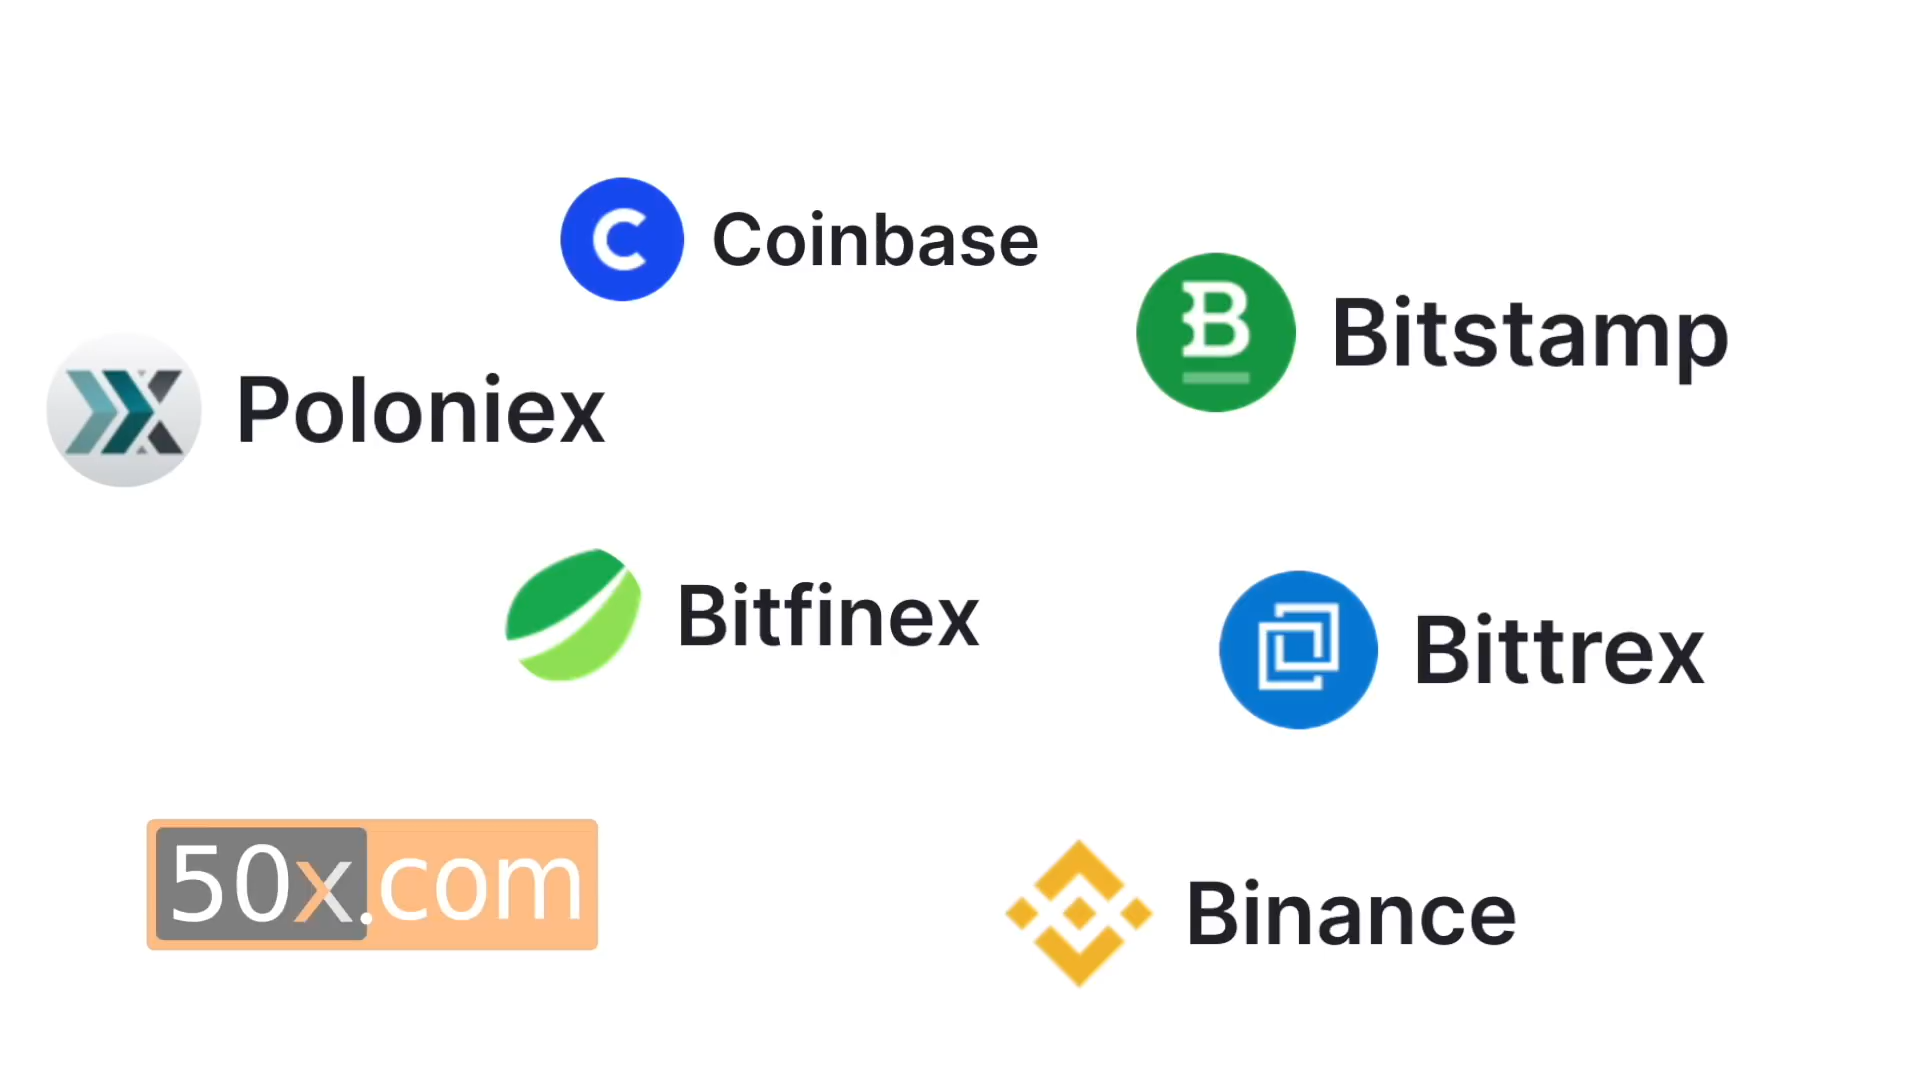 Coinbase
Bitstamp
Poloniex
Bitfinex
Bittrex
50x.com
Binance